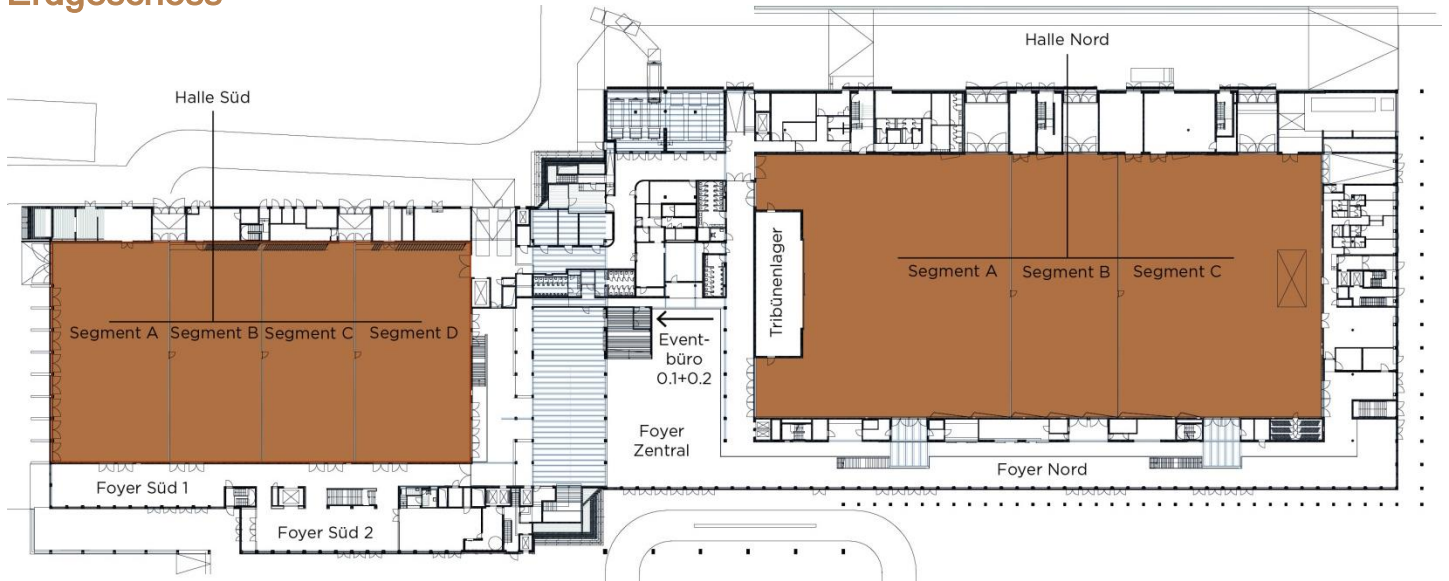 Erdgeschoss
Halle Nord
Halle Süd
Segment A Segment B Segment C
Tribünenlager
Segment A Segment B Segment C Segment D
Event-
büro
0.1+0.2
Foyer
Zentral
Foyer Nord
Foyer Süd 1
Foyer Süd 2